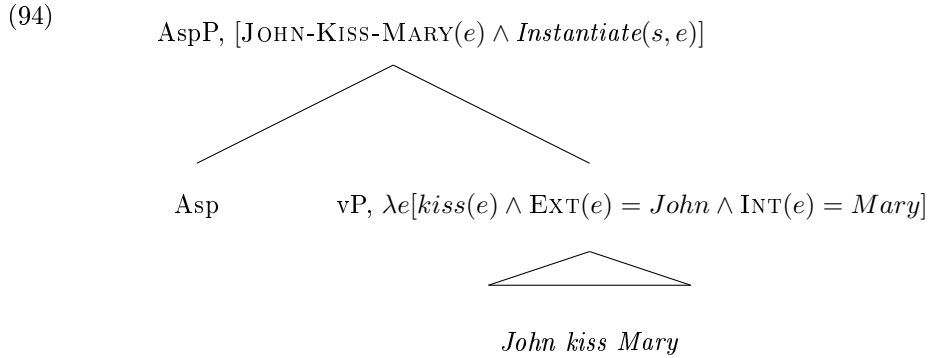 (94)
AspP, [JOHN-KISS-MARY(e) ∧ Instantiate(s, e)]
Asp
vP, λe[kiss(e) ∧ EXT(e) = John ∧ INT(e) = Mary]
John kiss Mary